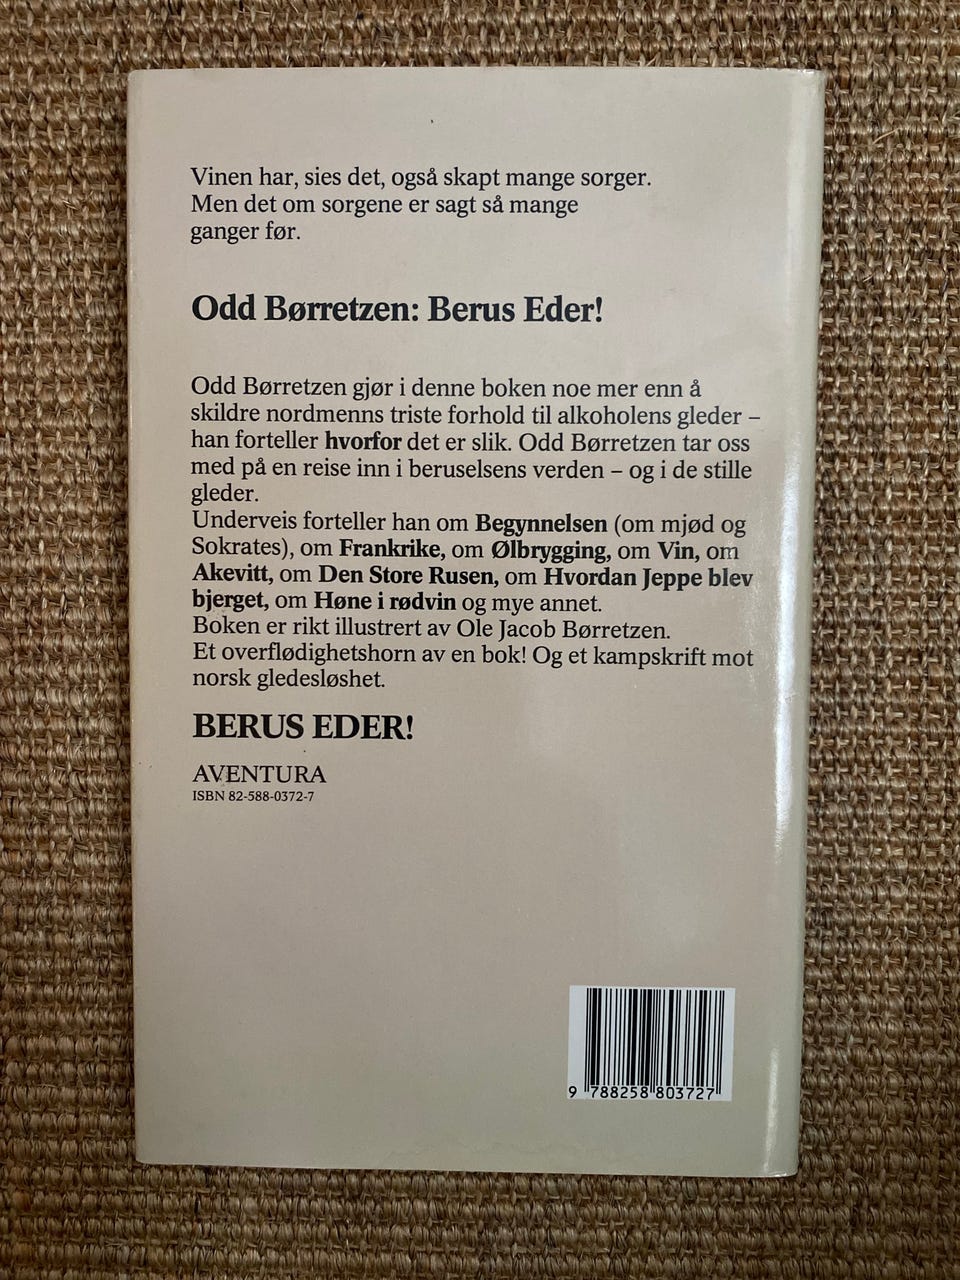 Vinen har, sies det, også skapt mange sorger.
Men det om sorgene er sagt så mange
ganger før.
Odd Børretzen: Berus Eder!
Odd Børretzen gjør i denne boken noe mer enn å
skildre nordmenns triste forhold til alkoholens gleder –
han forteller hvorfor det er slik. Odd Børretzen tar oss
med på en reise inn i beruselsens verden – og i de stille
gleder.
Underveis forteller han om Begynnelsen (om mjød og
Sokrates), om Frankrike, om Ølbrygging, om Vin, om
Akevitt, om Den Store Rusen, om Hvordan Jeppe blev
bjerget, om Høne i rødvin og mye annet.
Boken er rikt illustrert av Ole Jacob Børretzen.
Et overflødighetshorn av en bok! Og et kampskrift mot
norsk gledesløshet.
BERUS EDER!
AVENTURA
ISBN 82-588-0372-7
9 788258 803727